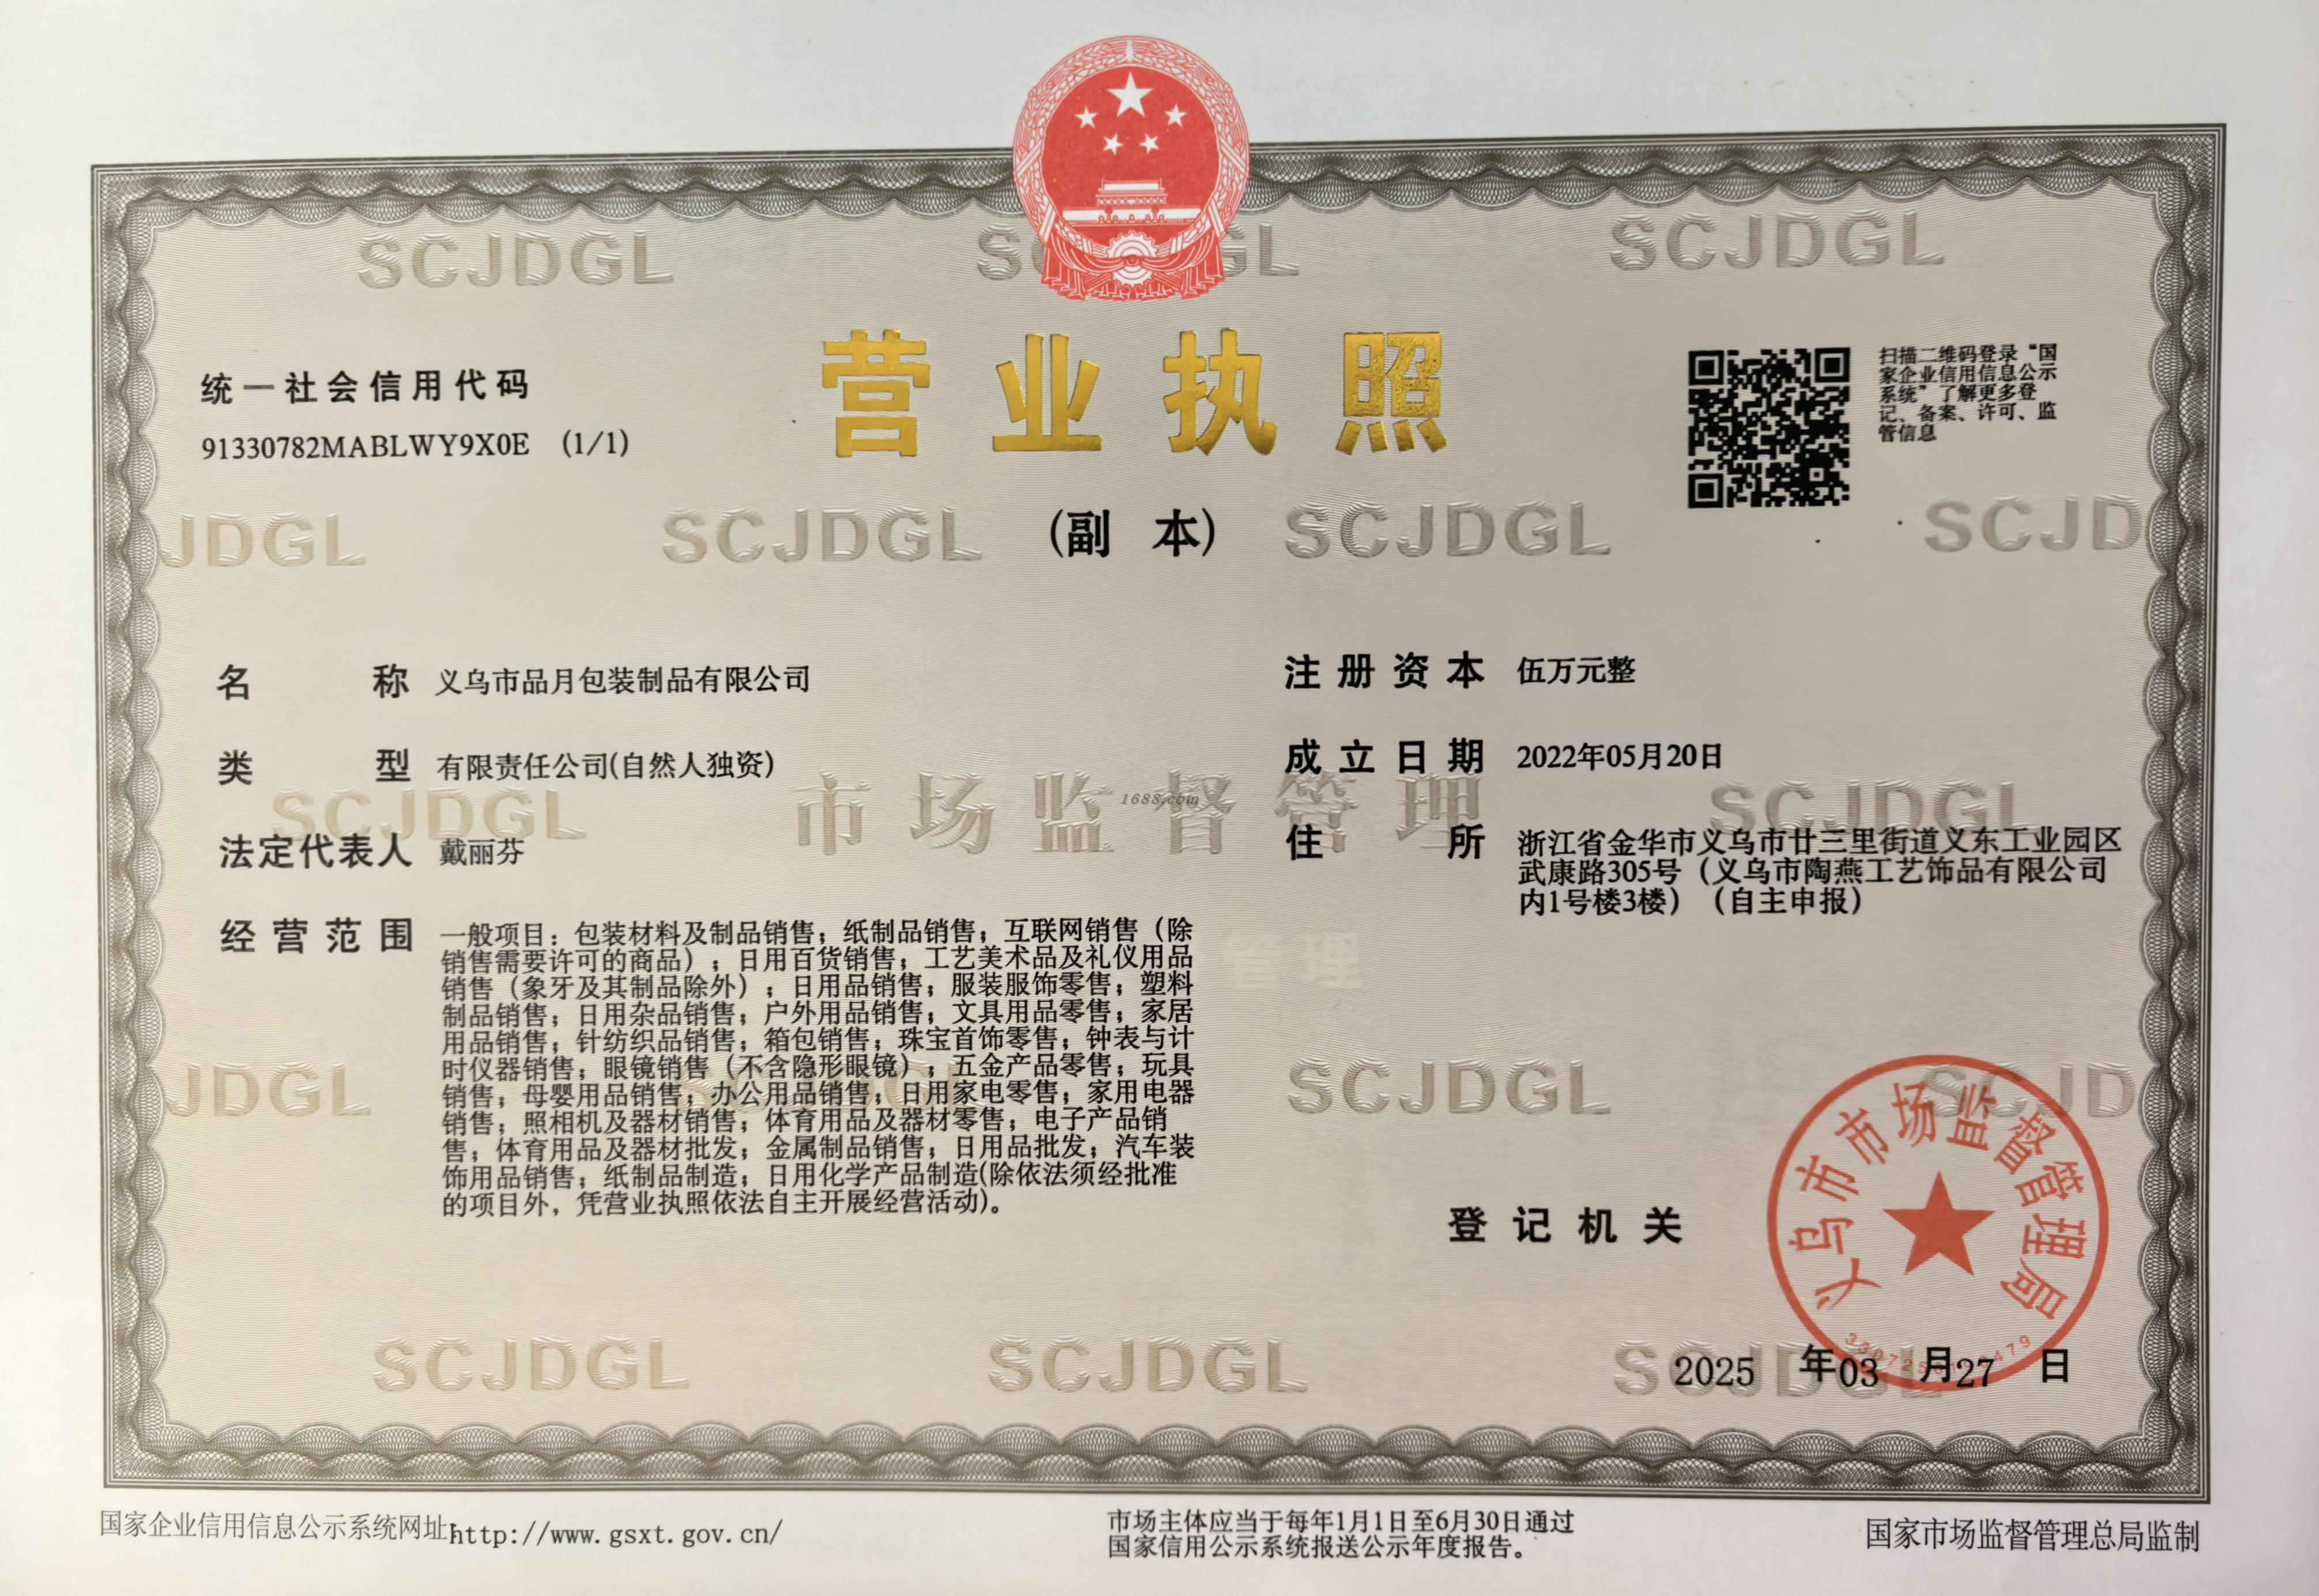 SCJDGL
SCJDGL
营业执照
统一社会信用代码
91330782MABLWY9X0E (1/1)
扫描二维码登录“国
家企业信用信息公示
系统”了解更多登
记、备案、许可、监
管信息
JDGL
SCJDGL
(副 本)
SCJDGL
SCJD
名称 义乌市品月包装制品有限公司
类型 有限责任公司(自然人独资)
法定代表人 戴丽芬
经营范围 一般项目：包装材料及制品销售；纸制品销售；互联网销售（除
销售需要许可的商品）；日用百货销售；工艺美术品及礼仪用品
销售（象牙及其制品除外）；日用品销售；服装服饰零售；塑料
制品销售；日用杂品销售；户外用品销售；文具用品零售；家居
用品销售；针纺织品销售；箱包销售；珠宝首饰零售；钟表与计
时仪器销售；眼镜销售（不含隐形眼镜）；五金产品零售；玩具
销售；母婴用品销售；办公用品销售；日用家电零售；家用电器
销售；照相机及器材销售；体育用品及器材零售；电子产品销
售；体育用品及器材批发；金属制品销售；日用品批发；汽车装
饰用品销售；纸制品制造；日用化学产品制造(除依法须经批准
的项目外，凭营业执照依法自主开展经营活动)。
注册资本 伍万元整
成立日期 2022年05月20日
住所 浙江省金华市义乌市廿三里街道义东工业园区
武康路305号（义乌市陶燕工艺饰品有限公司
内1号楼3楼）（自主申报）
SCJDGL
市场监督管理
1688.com
SCJDGL
管理
JDGL
SCJDGL
SCJD
登记机关
义乌市市场监督管理局
2025 年03 月27 日
SCJDGL
SCJDGL
国家企业信用信息公示系统网址:http://www.gsxt.gov.cn/
市场主体应当于每年1月1日至6月30日通过
国家信用公示系统报送公示年度报告。
国家市场监督管理总局监制